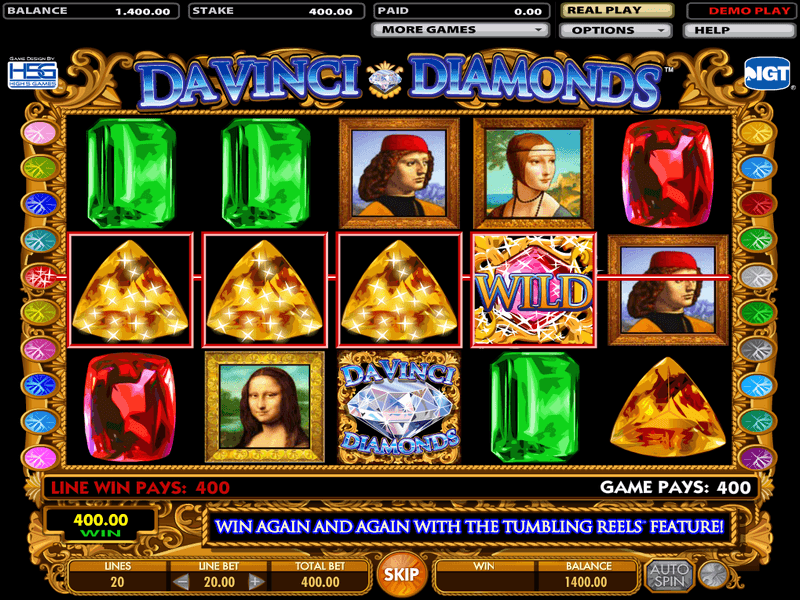 BALANCE 1.400.00 STAKE 400.00 PAID 0.00 REAL PLAY DEMO PLAY
MORE GAMES OPTIONS HELP
GAME DESIGN BY
H5G
HIGH 5 GAMES
DA VINCI DIAMONDS™
IGT®
WILD
DA VINCI
DIAMONDS
LINE WIN PAYS: 400 GAME PAYS: 400
400.00
WIN
WIN AGAIN AND AGAIN WITH THE TUMBLING REELS™ FEATURE!
LINES LINE BET TOTAL BET SKIP WIN BALANCE AUTO SPIN
20 20.00 400.00 1400.00